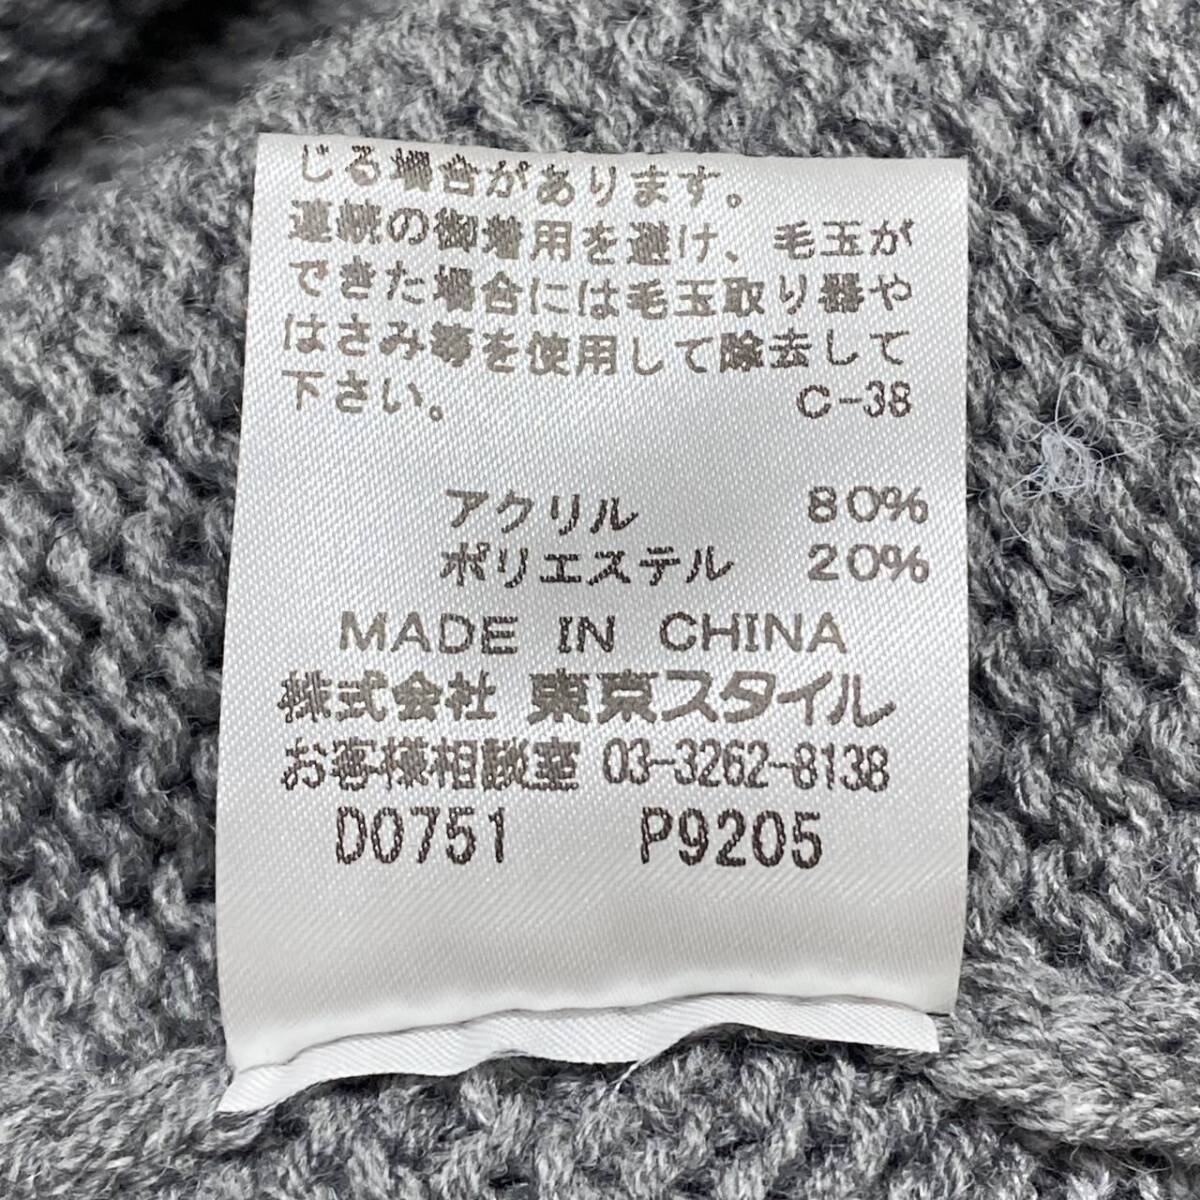 じる場合があります。
連続の御着用を避け、毛玉が
できた場合には毛玉取り器や
はさみ等を使用して除去して
下さい。 C-38
アクリル 80%
ポリエステル 20%
MADE IN CHINA
株式会社 東京スタイル
お客様相談室 03-3262-8138
D0751 P9205